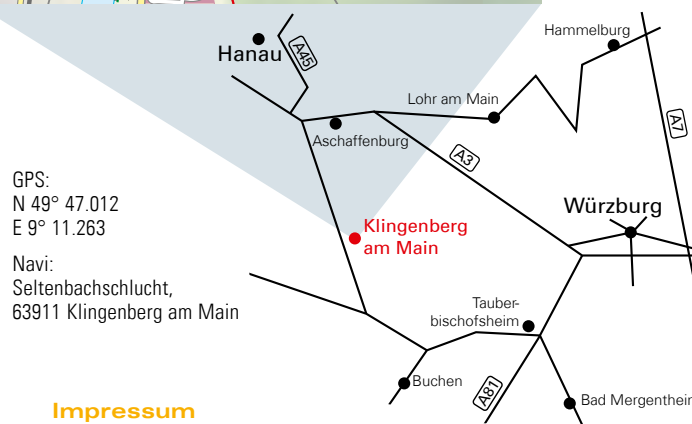 Hammelburg
Hanau
A45
Lohr am Main
A7
Aschaffenburg
A3
GPS:
N 49° 47.012
E 9° 11.263
Navi:
Seltenbachschlucht,
63911 Klingenberg am Main
Klingenberg
am Main
Würzburg
Tauber-
bischofsheim
Buchen
A81
Bad Mergentheim
Impressum